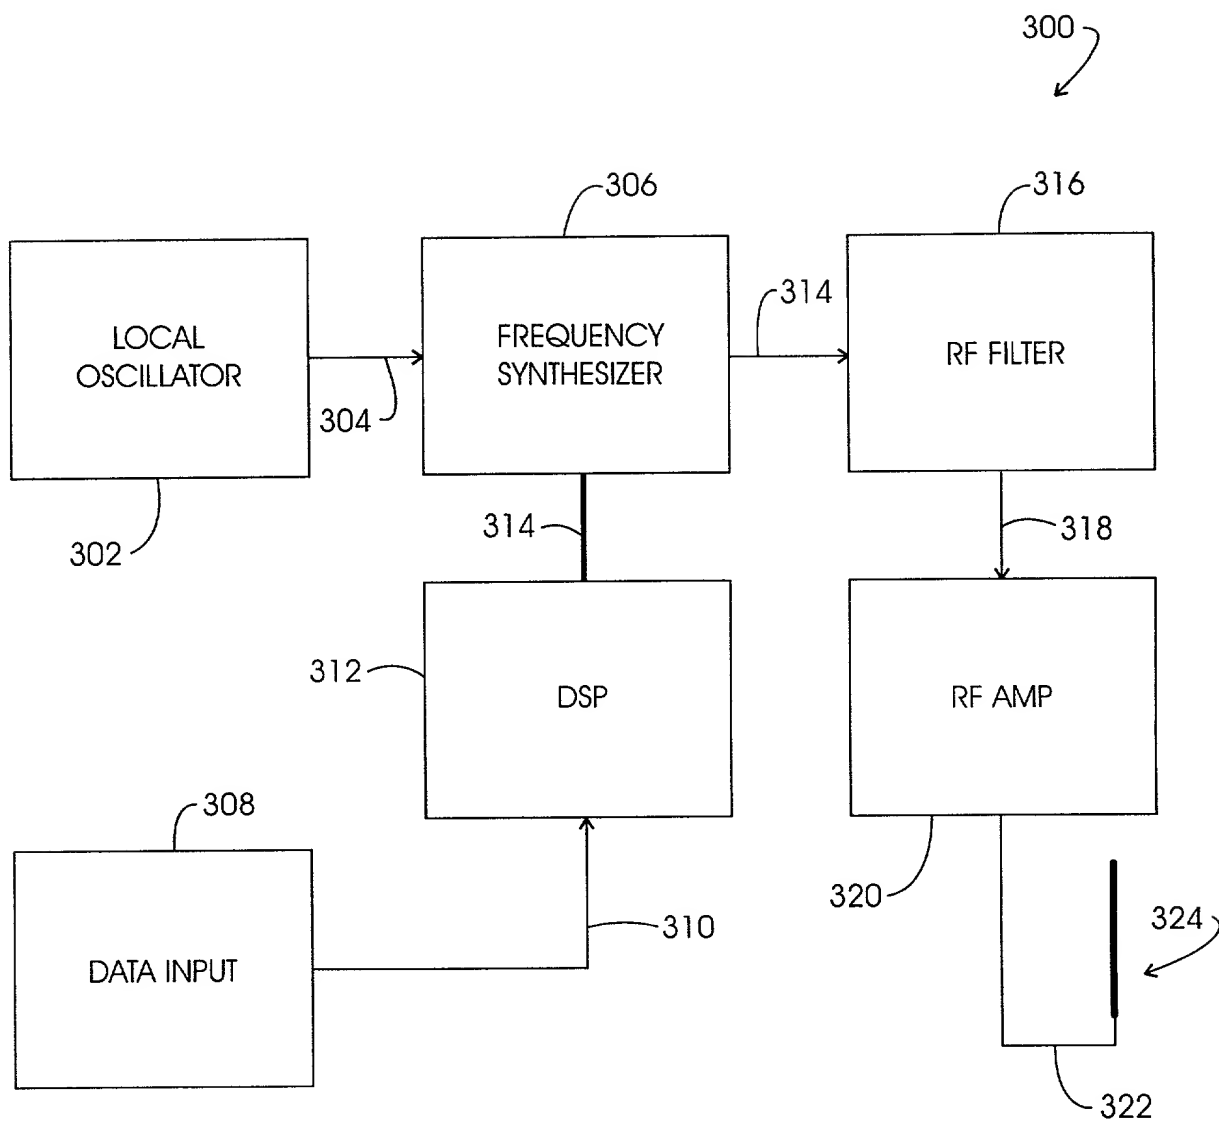 300
306
316
LOCAL
OSCILLATOR
FREQUENCY
SYNTHESIZER
314
RF FILTER
304
302
314
318
312
DSP
RF AMP
308
DATA INPUT
310
320
324
322